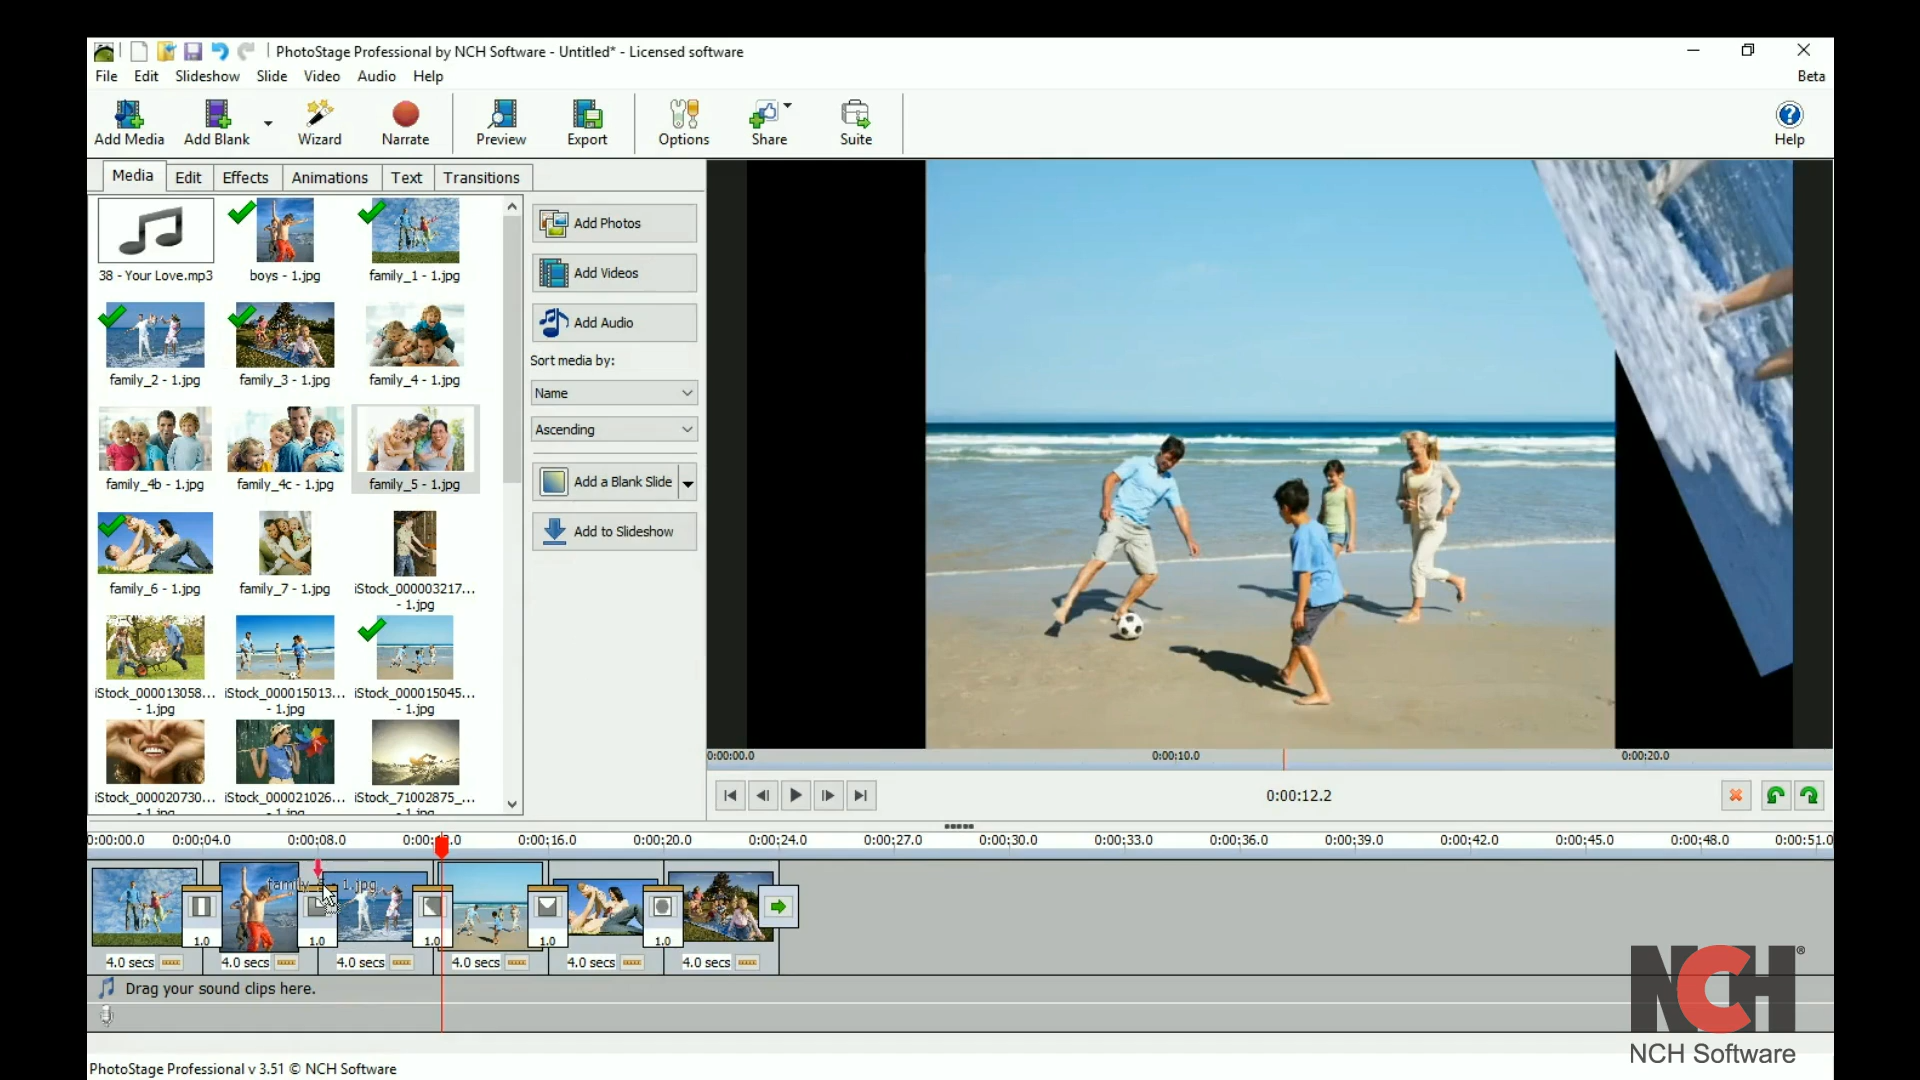 PhotoStage Professional by NCH Software - Untitled* - Licensed software
File Edit Slideshow Slide Video Audio Help Beta
Add Media Add Blank Wizard Narrate Preview Export Options Share Suite Help
Media Edit Effects Animations Text Transitions
38 - Your Love.mp3 boys - 1.jpg family_1 - 1.jpg
family_2 - 1.jpg family_3 - 1.jpg family_4 - 1.jpg
family_4b - 1.jpg family_4c - 1.jpg family_5 - 1.jpg
family_6 - 1.jpg family_7 - 1.jpg iStock_000003217...
- 1.jpg
iStock_000013058... iStock_000015013... iStock_000015045...
- 1.jpg - 1.jpg - 1.jpg
iStock_000020730... iStock_000021026... iStock_71002875_...
Add Photos
Add Videos
Add Audio
Sort media by:
Name
Ascending
Add a Blank Slide
Add to Slideshow
0:00:00.0 0:00:10.0 0:00:20.0
0:00:12.2
0:00:00.0 0:00:04.0 0:00:08.0 0:00:16.0 0:00:20.0 0:00:24.0 0:00:27.0 0:00:30.0 0:00:33.0 0:00:36.0 0:00:39.0 0:00:42.0 0:00:45.0 0:00:48.0 0:00:51.0
1.0 1.0 1.0 1.0 1.0
4.0 secs 4.0 secs 4.0 secs 4.0 secs 4.0 secs 4.0 secs
Drag your sound clips here.
NCH®
NCH Software
PhotoStage Professional v 3.51 © NCH Software